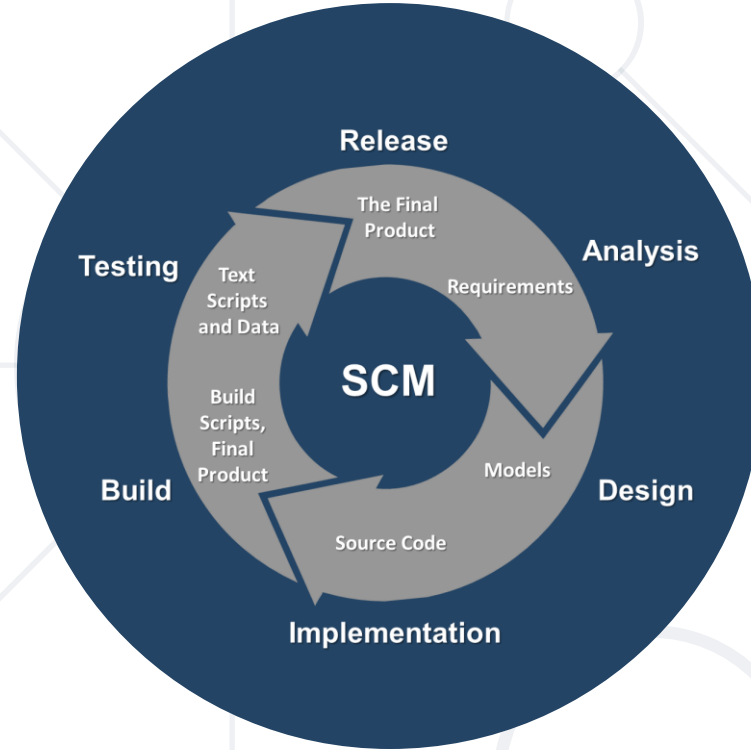 Release
The Final
Product
Analysis
Requirements
Testing
Text
Scripts
and Data
SCM
Build
Scripts,
Final
Product
Models
Build
Design
Source Code
Implementation